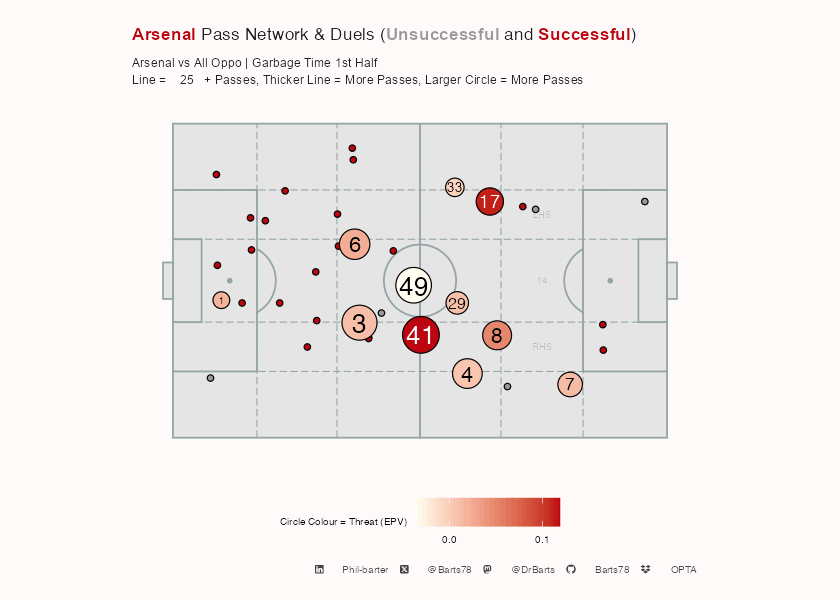 Arsenal Pass Network & Duels (Unsuccessful and Successful)
Arsenal vs All Oppo | Garbage Time 1st Half
Line = 25 + Passes, Thicker Line = More Passes, Larger Circle = More Passes
33
17
LHS
6
14
49
1
29
3
41
8
RHS
4
7
Circle Colour = Threat (EPV)
0.0 0.1
Phil-barter @Barts78 @DrBarts Barts78 OPTA